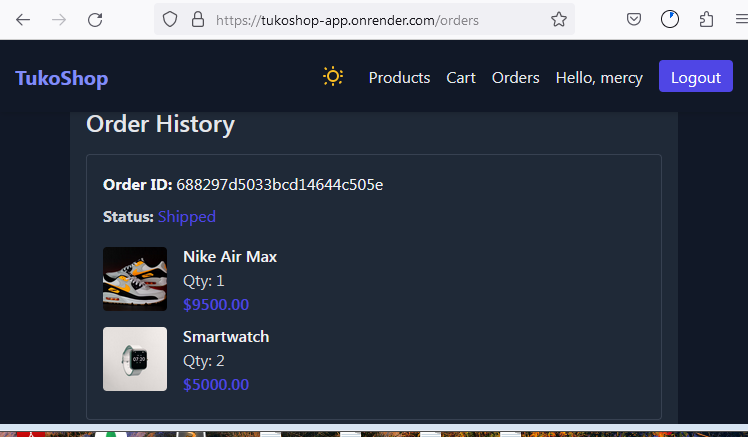 https://tukoshop-app.onrender.com/orders
TukoShop
Products Cart Orders Hello, mercy Logout
Order History
Order ID: 688297d5033bcd14644c505e
Status: Shipped
Nike Air Max
Qty: 1
$9500.00
Smartwatch
Qty: 2
$5000.00